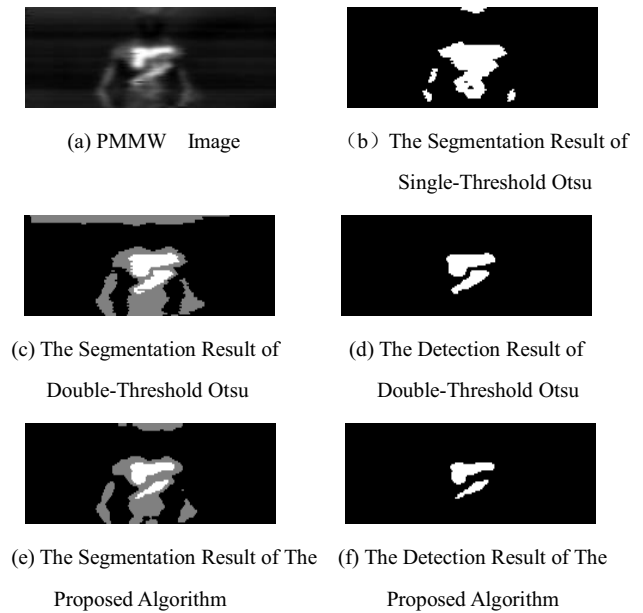 (a) PMMW Image
（b）The Segmentation Result of
Single-Threshold Otsu
(c) The Segmentation Result of
Double-Threshold Otsu
(d) The Detection Result of
Double-Threshold Otsu
(e) The Segmentation Result of The
Proposed Algorithm
(f) The Detection Result of The
Proposed Algorithm